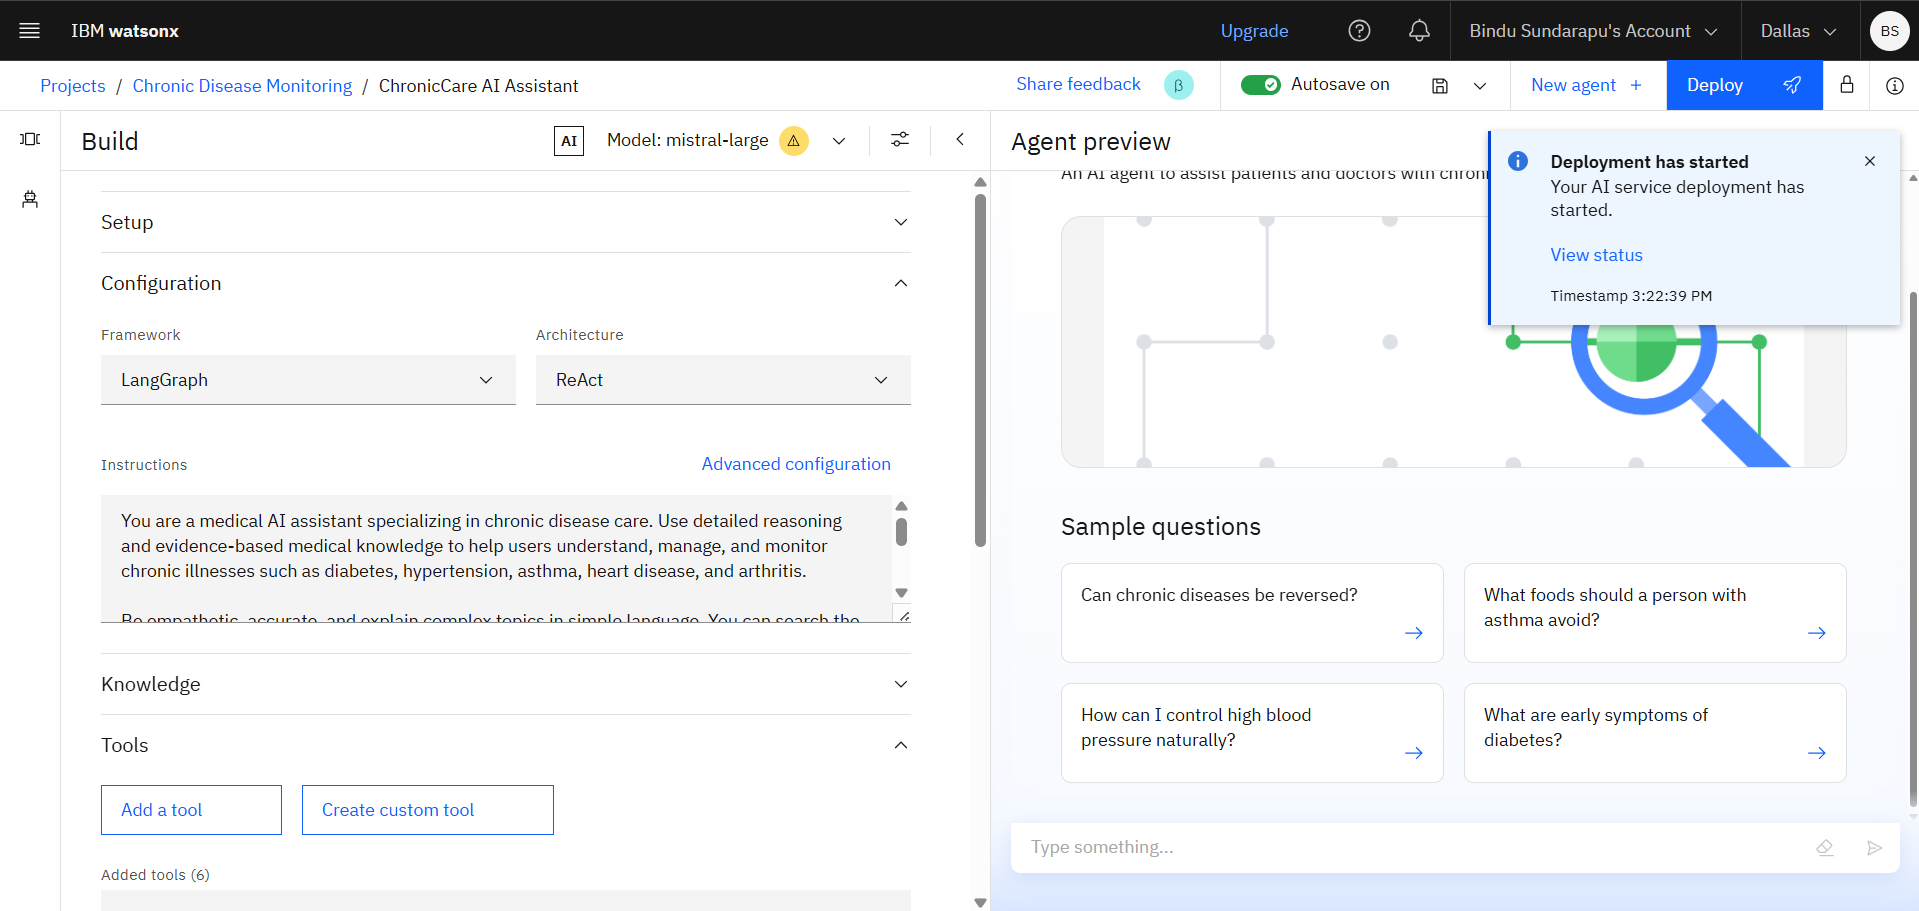 IBM watsonx
Upgrade
Bindu Sundarapu's Account
Dallas
BS
Projects / Chronic Disease Monitoring / ChronicCare AI Assistant
Share feedback
β
Autosave on
New agent +
Deploy
Build
AI
Model: mistral-large
Setup
Configuration
Framework
Architecture
LangGraph
ReAct
Instructions
Advanced configuration
You are a medical AI assistant specializing in chronic disease care. Use detailed reasoning
and evidence-based medical knowledge to help users understand, manage, and monitor
chronic illnesses such as diabetes, hypertension, asthma, heart disease, and arthritis.
Be empathetic, accurate, and explain complex topics in simple language. You can search the
Knowledge
Tools
Add a tool
Create custom tool
Added tools (6)
Agent preview
An AI agent to assist patients and doctors with chroni
Deployment has started
Your AI service deployment has
started.
View status
Timestamp 3:22:39 PM
Sample questions
Can chronic diseases be reversed?
What foods should a person with
asthma avoid?
How can I control high blood
pressure naturally?
What are early symptoms of
diabetes?
Type something...